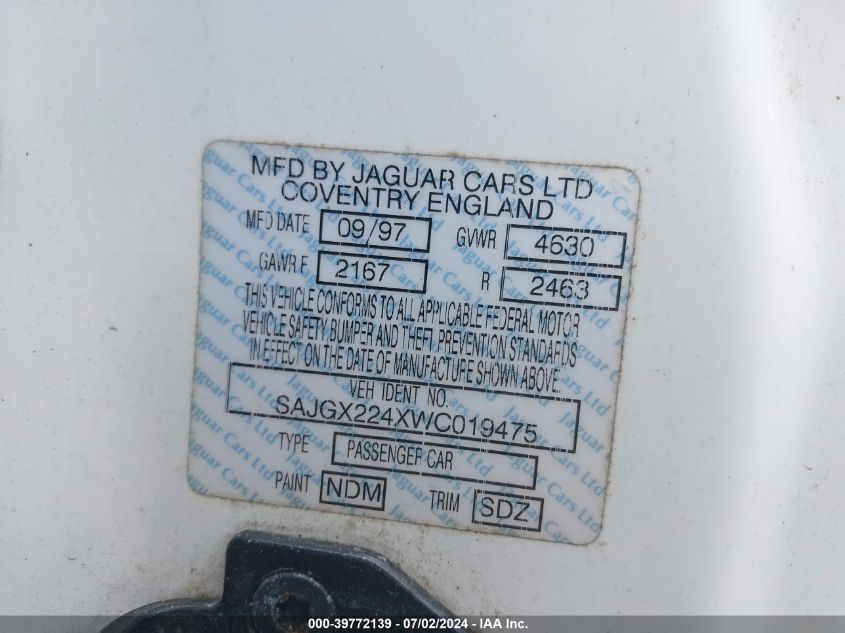 MFD BY JAGUAR CARS LTD
COVENTRY ENGLAND
MFD DATE 09/97 GVWR 4630
GAWR F 2167 R 2463
THIS VEHICLE CONFORMS TO ALL APPLICABLE FEDERAL MOTOR
VEHICLE SAFETY BUMPER AND THEFT PREVENTION STANDARDS
IN EFFECT ON THE DATE OF MANUFACTURE SHOWN ABOVE.
VEH IDENT NO.
SAJGX224XWC019475
TYPE PASSENGER CAR
PAINT NDM TRIM SDZ
000-39772139 - 07/02/2024 - IAA Inc.